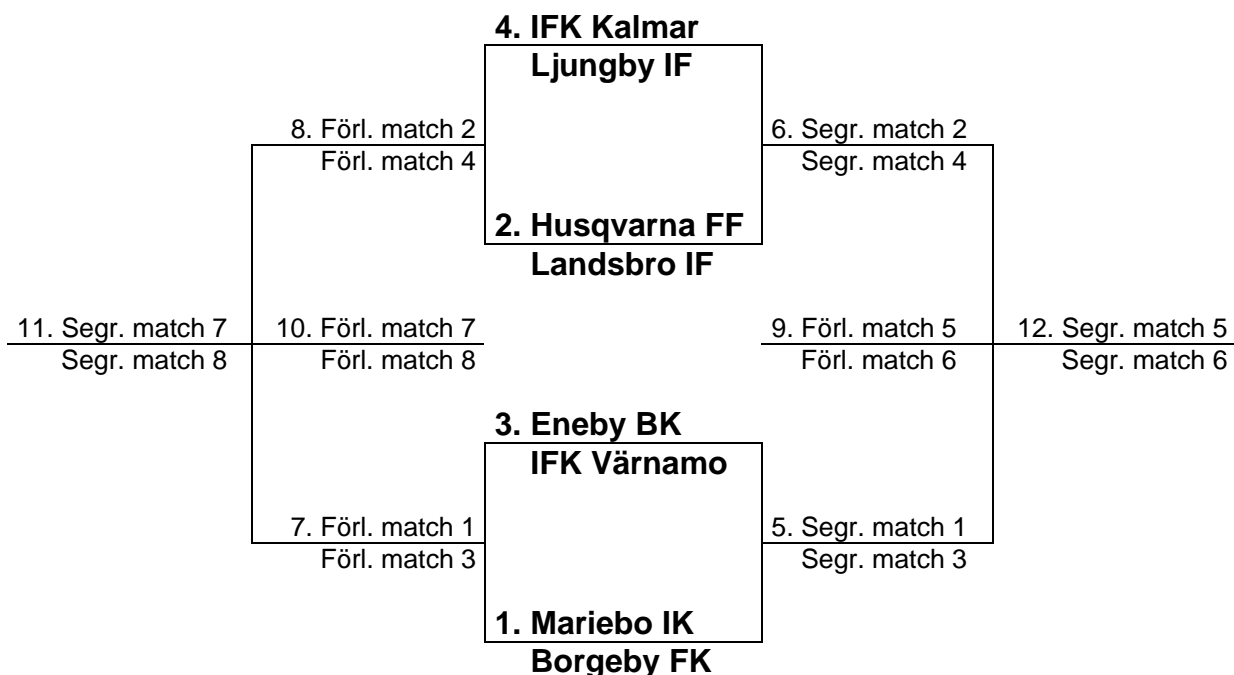 4. IFK Kalmar
Ljungby IF
8. Förl. match 2
Förl. match 4
6. Segr. match 2
Segr. match 4
2. Husqvarna FF
Landsbro IF
11. Segr. match 7
Segr. match 8
10. Förl. match 7
Förl. match 8
9. Förl. match 5
Förl. match 6
12. Segr. match 5
Segr. match 6
3. Eneby BK
IFK Värnamo
7. Förl. match 1
Förl. match 3
5. Segr. match 1
Segr. match 3
1. Mariebo IK
Borgeby FK